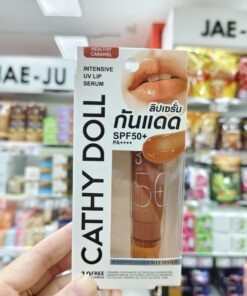 JAE-JU
JAE-
HEALTHY
CARAMEL
INTENSIVE
UV LIP
SERUM
CATHY DOLL
ลิปเซรั่ม
กันแดด
SPF50+
PA++++
50
FREE